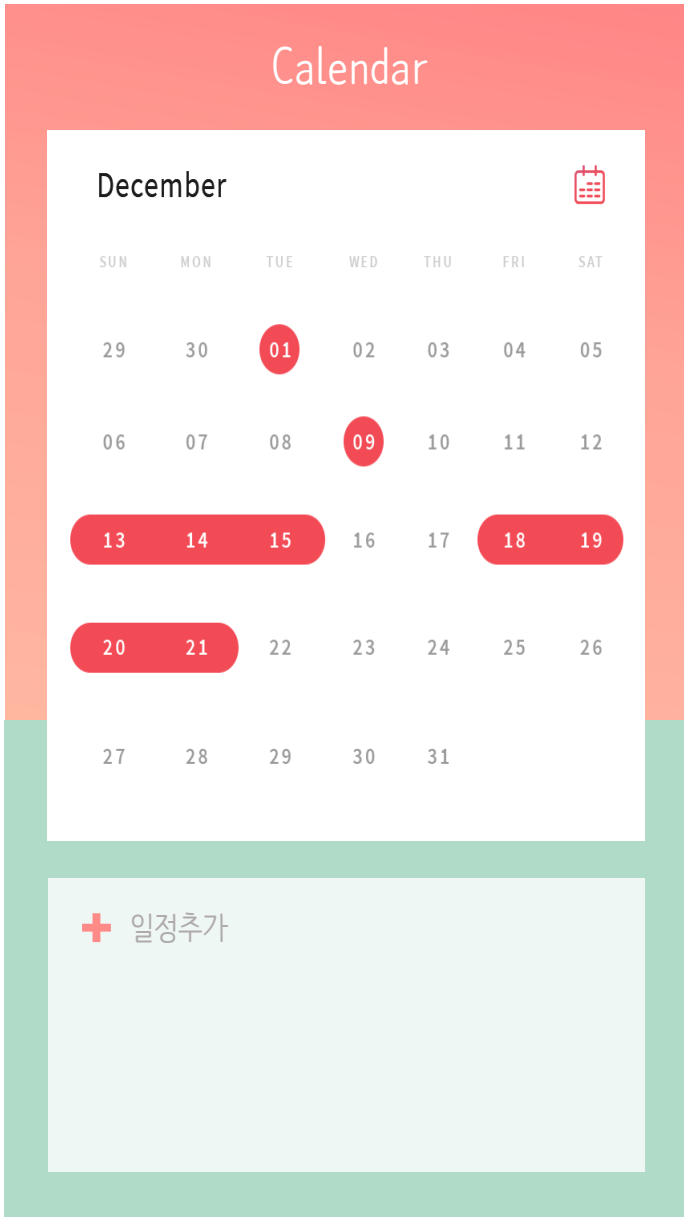 Calendar
December
SUN MON TUE WED THU FRI SAT
29 30 01 02 03 04 05
06 07 08 09 10 11 12
13 14 15 16 17 18 19
20 21 22 23 24 25 26
27 28 29 30 31
일정추가